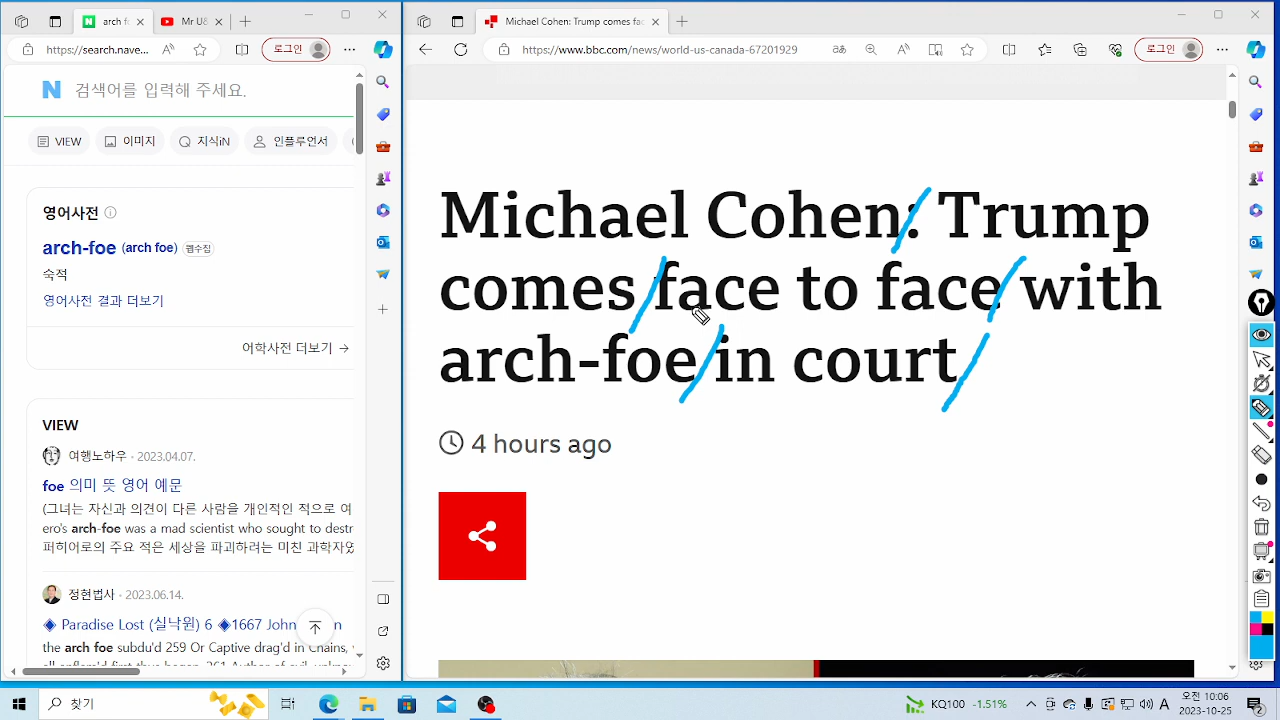 arch fo
Mr U&
Michael Cohen: Trump comes fac
https://search.nave...
로그인
https://www.bbc.com/news/world-us-canada-67201929
로그인
검색어를 입력해 주세요.
VIEW
이미지
지식iN
인플루언서
영어사전
arch-foe (arch foe) 랩수집
숙적
영어사전 결과 더보기
어학사전 더보기
VIEW
여행노하우 · 2023.04.07.
foe 의미 뜻 영어 예문
(그녀는 자신과 의견이 다른 사람을 개인적인 적으로 여
ero's arch-foe was a mad scientist who sought to destr
퍼히어로의 주요 적은 세상을 파괴하려는 미친 과학자였
정현법사 · 2023.06.14.
◈ Paradise Lost (실낙원) 6 ◈1667 John
the arch foe subdu'd 259 Or Captive drag'd in Chains,
Michael Cohen: Trump
comes face to face with
arch-foe in court
4 hours ago
찾기
KQ100 -1.51%
A
오전 10:06
2023-10-25
2